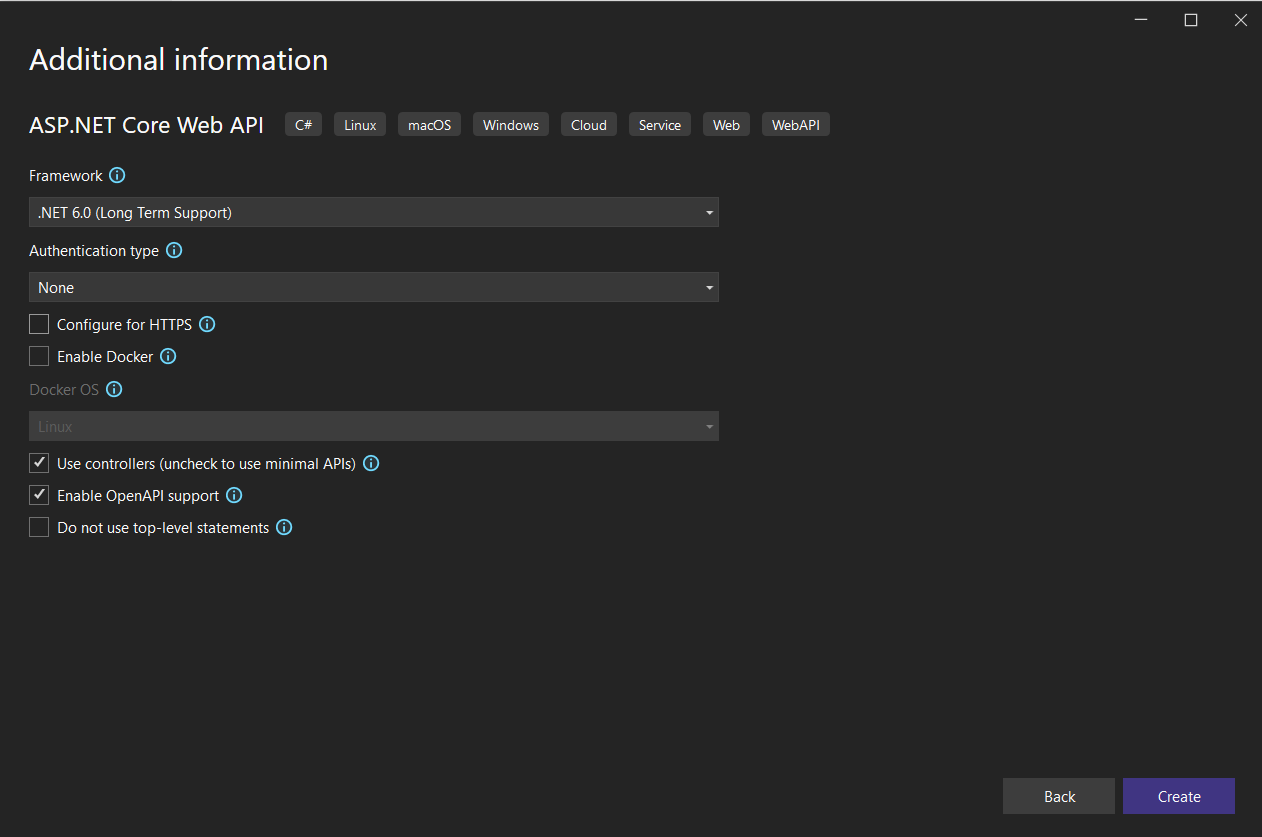 Additional information
ASP.NET Core Web API C# Linux macOS Windows Cloud Service Web WebAPI
Framework
.NET 6.0 (Long Term Support)
Authentication type
None
Configure for HTTPS
Enable Docker
Docker OS
Linux
Use controllers (uncheck to use minimal APIs)
Enable OpenAPI support
Do not use top-level statements
Back Create